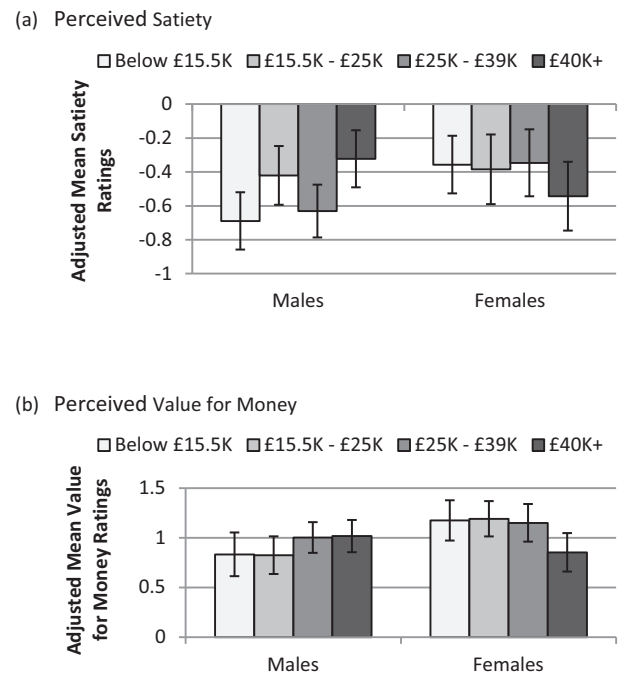 (a) Perceived Satiety
Below £15.5K £15.5K - £25K £25K - £39K £40K+
Adjusted Mean Satiety
Ratings
0
-0.2
-0.4
-0.6
-0.8
-1
Males Females
(b) Perceived Value for Money
Below £15.5K £15.5K - £25K £25K - £39K £40K+
Adjusted Mean Value
for Money Ratings
1.5
1
0.5
0
Males Females